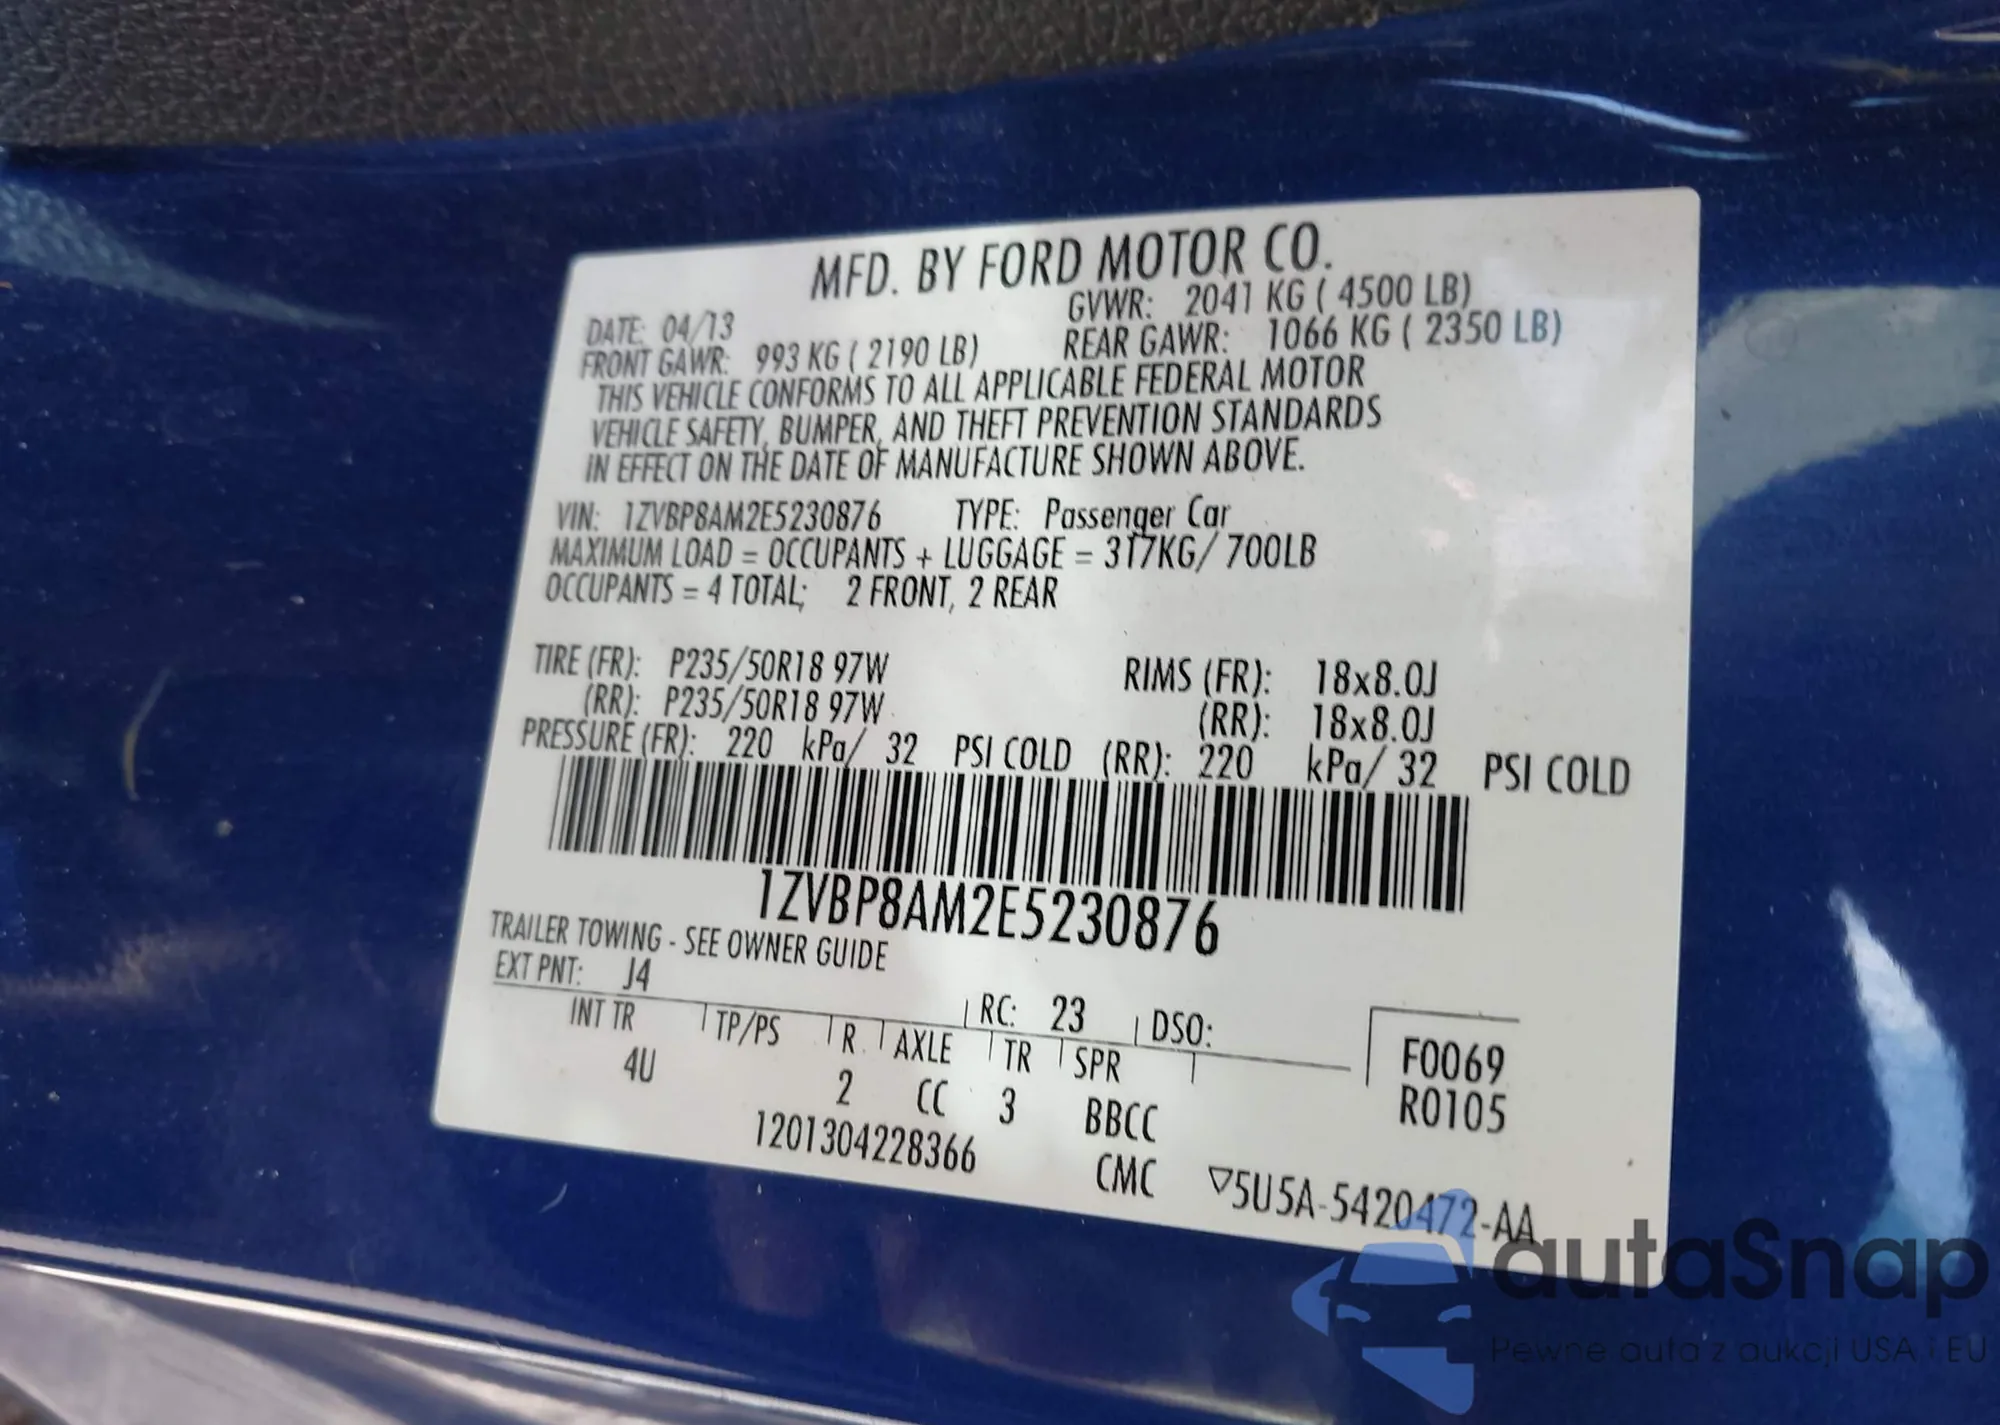 MFD. BY FORD MOTOR CO.
DATE: 04/13 GVWR: 2041 KG ( 4500 LB)
FRONT GAWR: 993 KG ( 2190 LB) REAR GAWR: 1066 KG ( 2350 LB)
THIS VEHICLE CONFORMS TO ALL APPLICABLE FEDERAL MOTOR
VEHICLE SAFETY, BUMPER, AND THEFT PREVENTION STANDARDS
IN EFFECT ON THE DATE OF MANUFACTURE SHOWN ABOVE.
VIN: 1ZVBP8AM2E5230876 TYPE: Passenger Car
MAXIMUM LOAD = OCCUPANTS + LUGGAGE = 317KG/ 700LB
OCCUPANTS = 4 TOTAL; 2 FRONT, 2 REAR
TIRE (FR): P235/50R18 97W RIMS (FR): 18x8.0J
(RR): P235/50R18 97W (RR): 18x8.0J
PRESSURE (FR): 220 kPa/ 32 PSI COLD (RR): 220 kPa/ 32 PSI COLD
1ZVBP8AM2E5230876
TRAILER TOWING - SEE OWNER GUIDE
EXT PNT: J4 RC: 23 DSO:
INT TR TP/PS R AXLE TR SPR F0069
4U 2 CC 3 BBCC R0105
1201304228366 CMC ▽5U5A-5420472-AA
autaSnap
Pewne auta z aukcji USA i EU